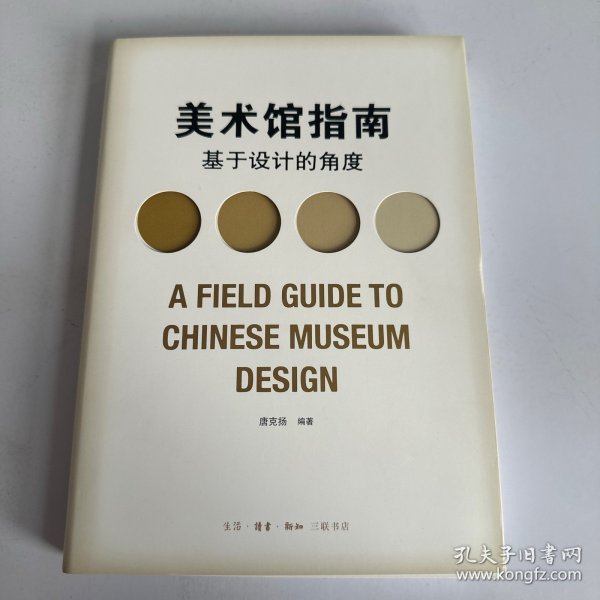 美术馆指南
基于设计的角度
A FIELD GUIDE TO
CHINESE MUSEUM
DESIGN
唐克扬 编著
生活·讀書·新知 三联书店
孔夫子旧书网
www.kongfz.com